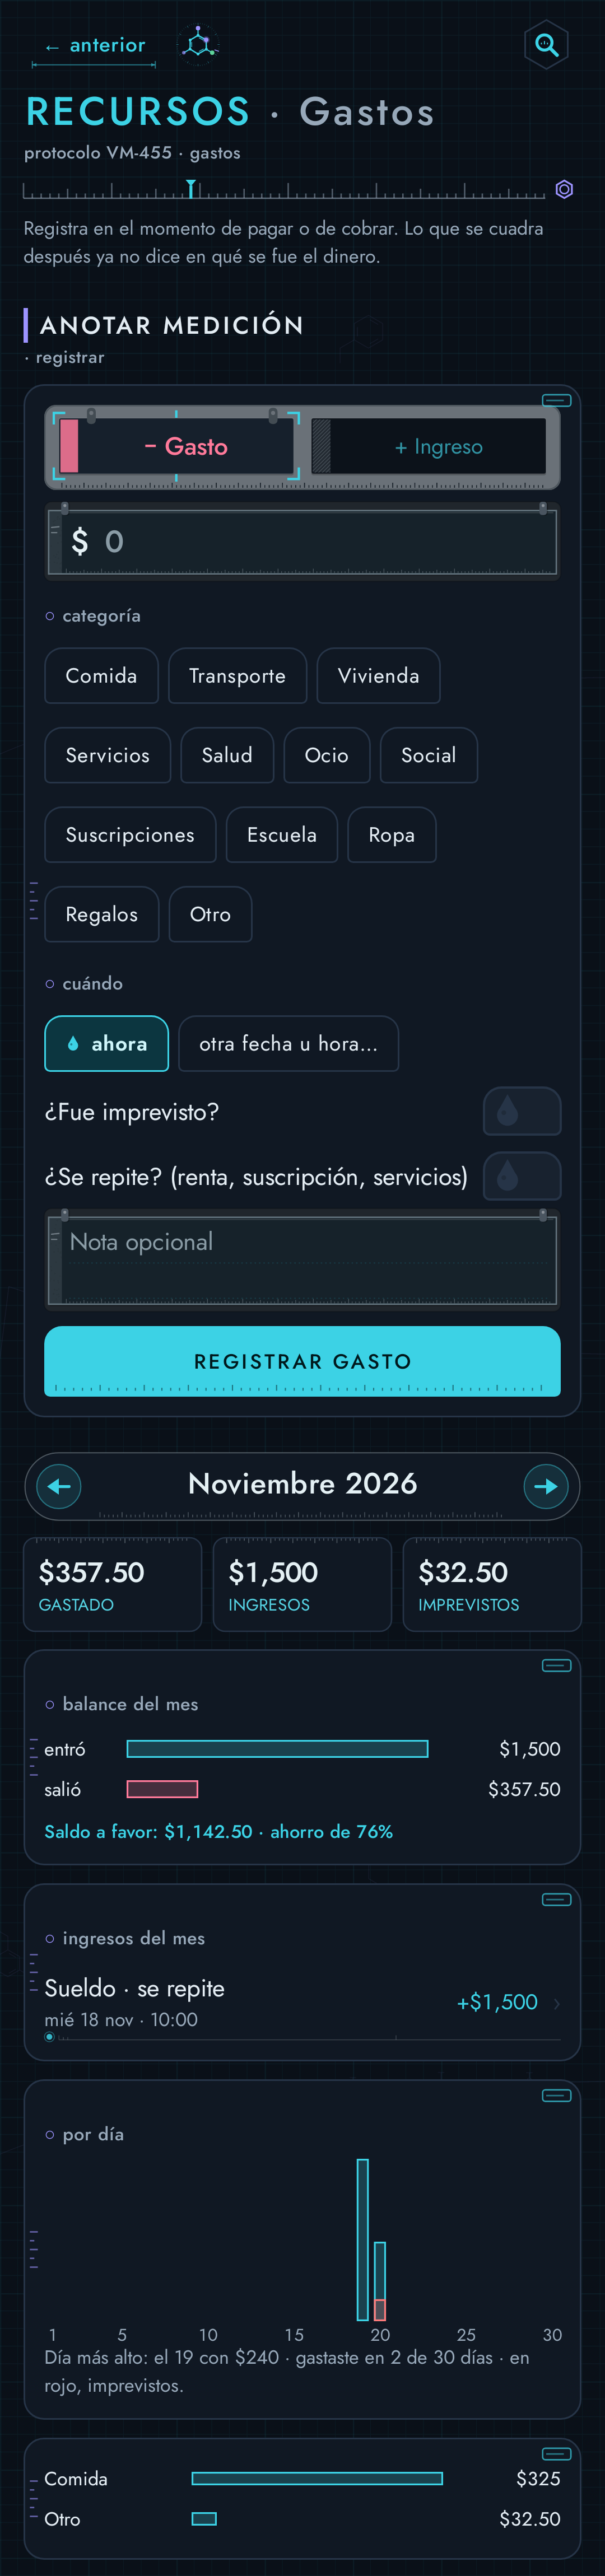 ← anterior
RECURSOS · Gastos
protocolo VM-455 · gastos
Registra en el momento de pagar o de cobrar. Lo que se cuadra
después ya no dice en qué se fue el dinero.
ANOTAR MEDICIÓN
· registrar
− Gasto + Ingreso
$ 0
categoría
Comida Transporte Vivienda
Servicios Salud Ocio Social
Suscripciones Escuela Ropa
Regalos Otro
cuándo
ahora otra fecha u hora...
¿Fue imprevisto?
¿Se repite? (renta, suscripción, servicios)
Nota opcional
REGISTRAR GASTO
Noviembre 2026
$357.50 $1,500 $32.50
GASTADO INGRESOS IMPREVISTOS
balance del mes
entró $1,500
salió $357.50
Saldo a favor: $1,142.50 · ahorro de 76%
ingresos del mes
Sueldo · se repite
+$1,500 ›
mié 18 nov · 10:00
por día
1 5 10 15 20 25 30
Día más alto: el 19 con $240 · gastaste en 2 de 30 días · en
rojo, imprevistos.
Comida $325
Otro $32.50